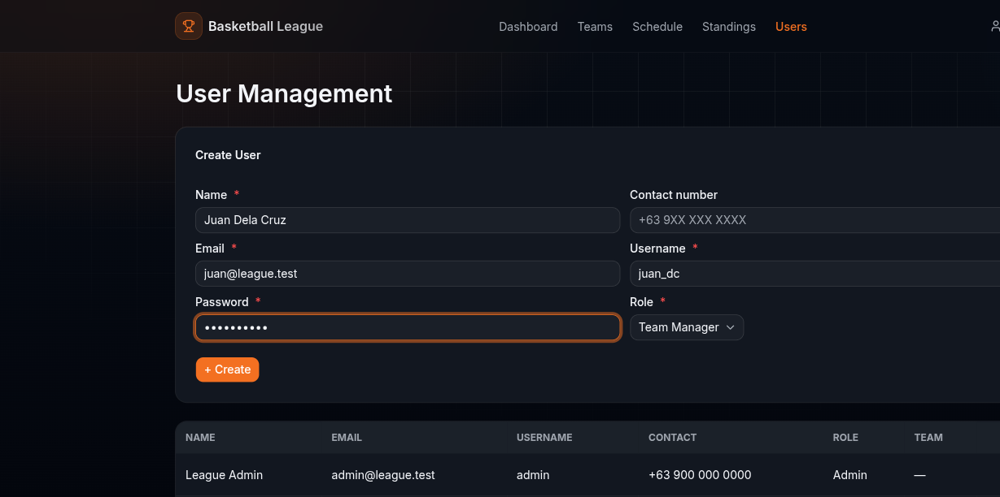 Basketball League Dashboard Teams Schedule Standings Users
User Management
Create User
Name * Contact number
Juan Dela Cruz +63 9XX XXX XXXX
Email * Username *
juan@league.test juan_dc
Password * Role *
•••••••••• Team Manager
+ Create
NAME EMAIL USERNAME CONTACT ROLE TEAM
League Admin admin@league.test admin +63 900 000 0000 Admin —